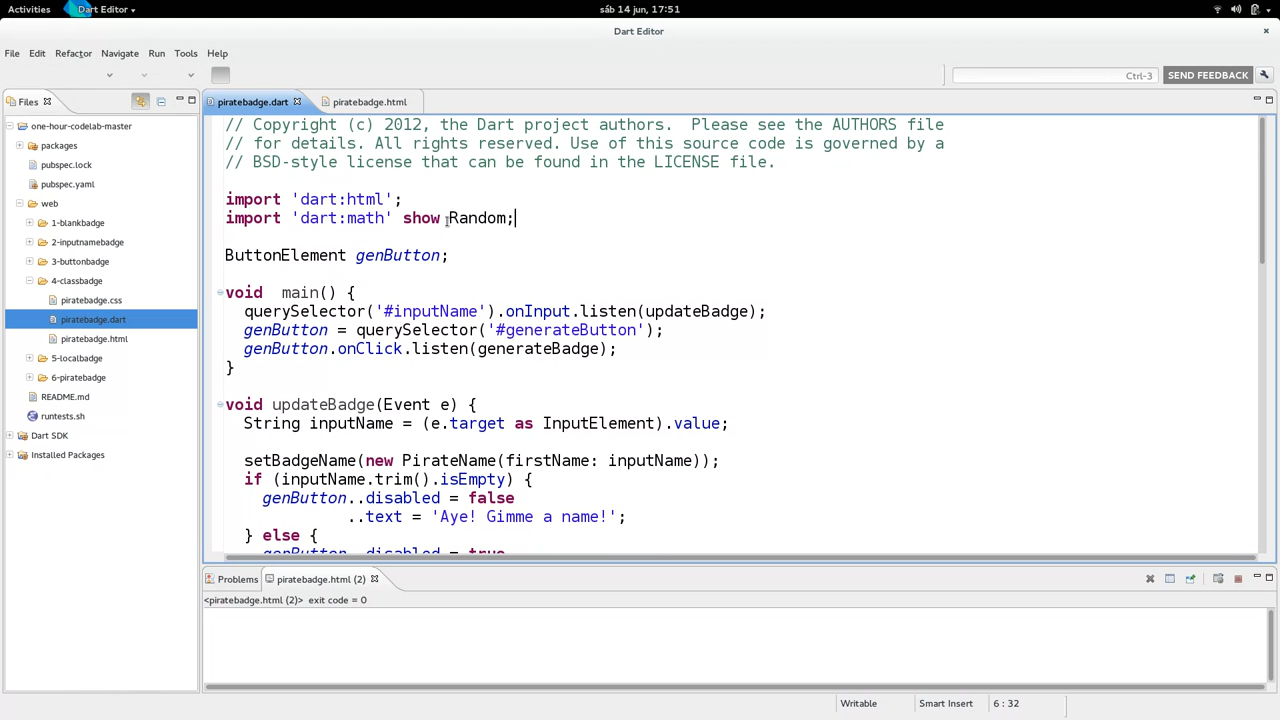 Activities
Dart Editor
sáb 14 jun, 17:51
Dart Editor
File Edit Refactor Navigate Run Tools Help
Ctrl-3
SEND FEEDBACK
Files
one-hour-codelab-master
packages
pubspec.lock
pubspec.yaml
web
1-blankbadge
2-inputnamebadge
3-buttonbadge
4-classbadge
piratebadge.css
piratebadge.dart
piratebadge.html
5-localbadge
6-piratebadge
README.md
runtests.sh
Dart SDK
Installed Packages
piratebadge.dart
piratebadge.html
// Copyright (c) 2012, the Dart project authors.  Please see the AUTHORS file
// for details. All rights reserved. Use of this source code is governed by a
// BSD-style license that can be found in the LICENSE file.
import 'dart:html';
import 'dart:math' show Random;
ButtonElement genButton;
void  main() {
querySelector('#inputName').onInput.listen(updateBadge);
genButton = querySelector('#generateButton');
genButton.onClick.listen(generateBadge);
}
void updateBadge(Event e) {
String inputName = (e.target as InputElement).value;
setBadgeName(new PirateName(firstName: inputName));
if (inputName.trim().isEmpty) {
genButton..disabled = false
..text = 'Aye! Gimme a name!';
} else {
genButton..disabled = true
Problems
piratebadge.html (2)
<piratebadge.html (2)>  exit code = 0
Writable
Smart Insert
6 : 32